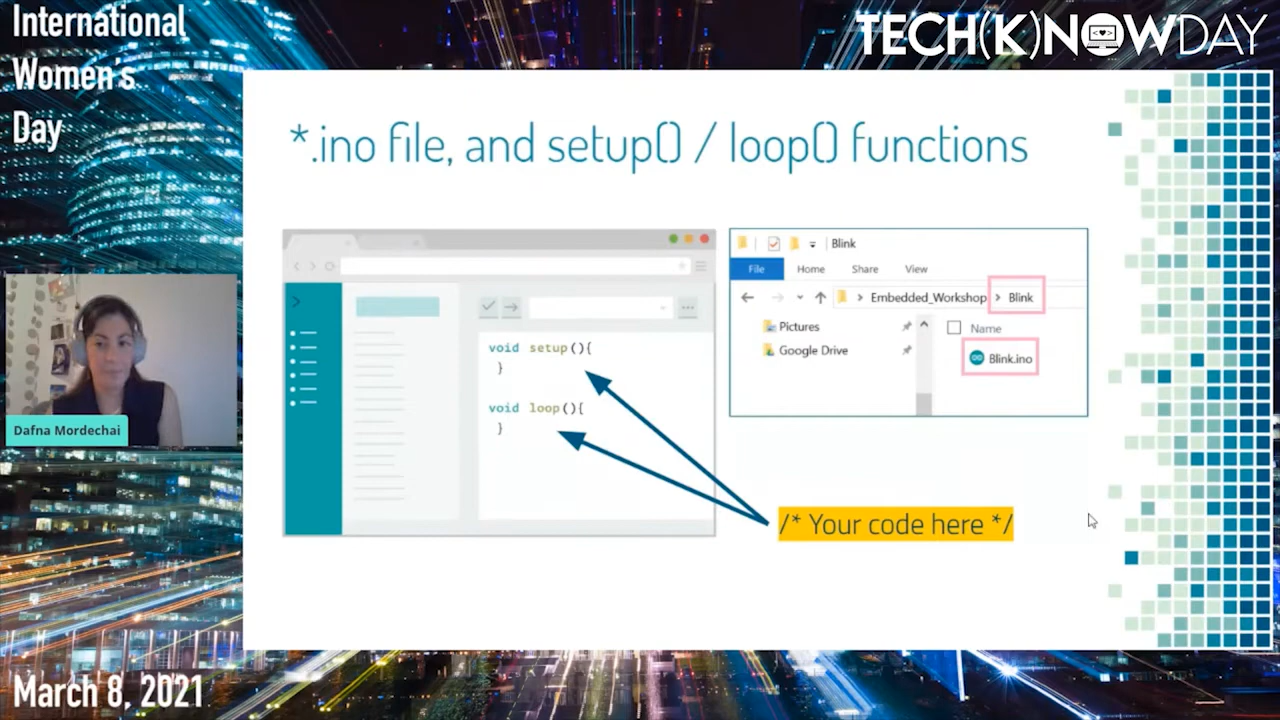 International
Women's
Day
TECH(K)NOWDAY
*.ino file, and setup() / loop() functions
void setup(){
}
void loop(){
}
/* Your code here */
Blink
File Home Share View
Embedded_Workshop > Blink
Pictures
Google Drive
Name
Blink.ino
Dafna Mordechai
March 8, 2021